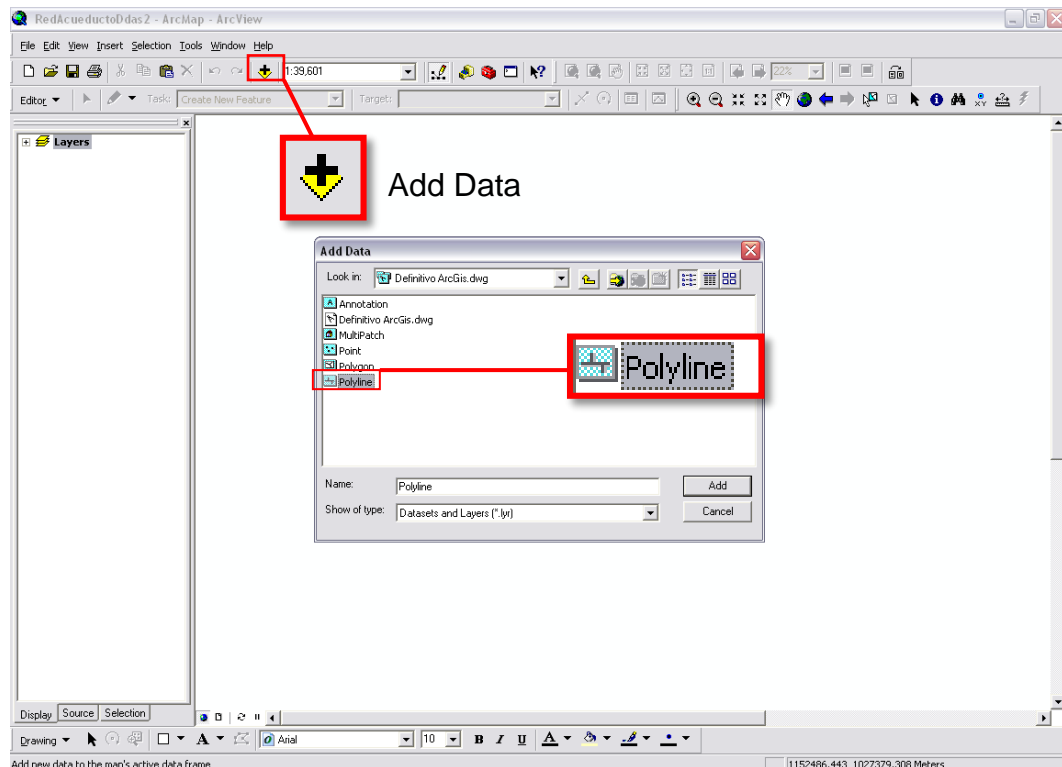 RedAcueductoDdas2 - ArcMap - ArcView
File Edit View Insert Selection Tools Window Help
1:39,601
22%
Editor Task: Create New Feature Target:
Layers
Add Data
Add Data
Look in: Definitivo ArcGis.dwg
Annotation
Definitivo ArcGis.dwg
MultiPatch
Point
Polygon
Polyline
Polyline
Name: Polyline Add
Show of type: Datasets and Layers (*.lyr) Cancel
Display Source Selection
Drawing A Arial 10 B I U A
Add new data to the map's active data frame 1152486.443 1027379.308 Meters